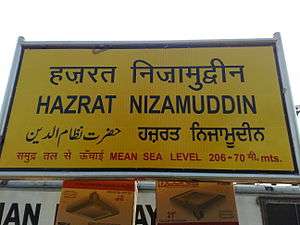 हज़रत निज़ामुद्दीन
HAZRAT NIZAMUDDIN
حضرت نظام الدین ਹਜ਼ਰਤ ਨਿਜਾਮੂਦੀਨ
समुद्र तल से ऊँचाई MEAN SEA LEVEL 206-70 मी. mts.